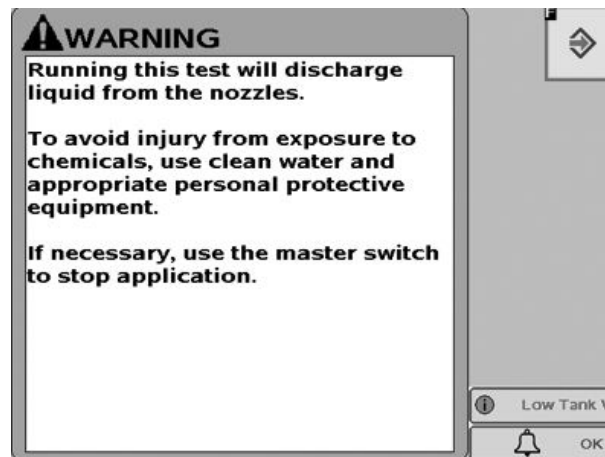 WARNING
Running this test will discharge
liquid from the nozzles.
To avoid injury from exposure to
chemicals, use clean water and
appropriate personal protective
equipment.
If necessary, use the master switch
to stop application.
F
Low Tank
OK